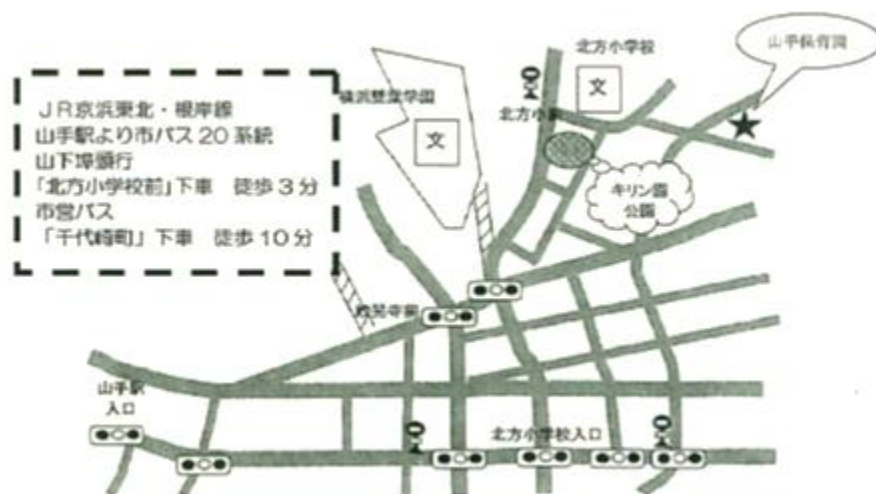 JR京浜東北・根岸線
山手駅より市バス20系統
山下埠頭行
「北方小学校前」下車 徒歩3分
市営バス
「千代崎町」下車 徒歩10分
北方小学校
文
山手保育園
横浜雙葉学園
文
北方小前
キリン園
公園
山手駅
入口
北方小学校入口